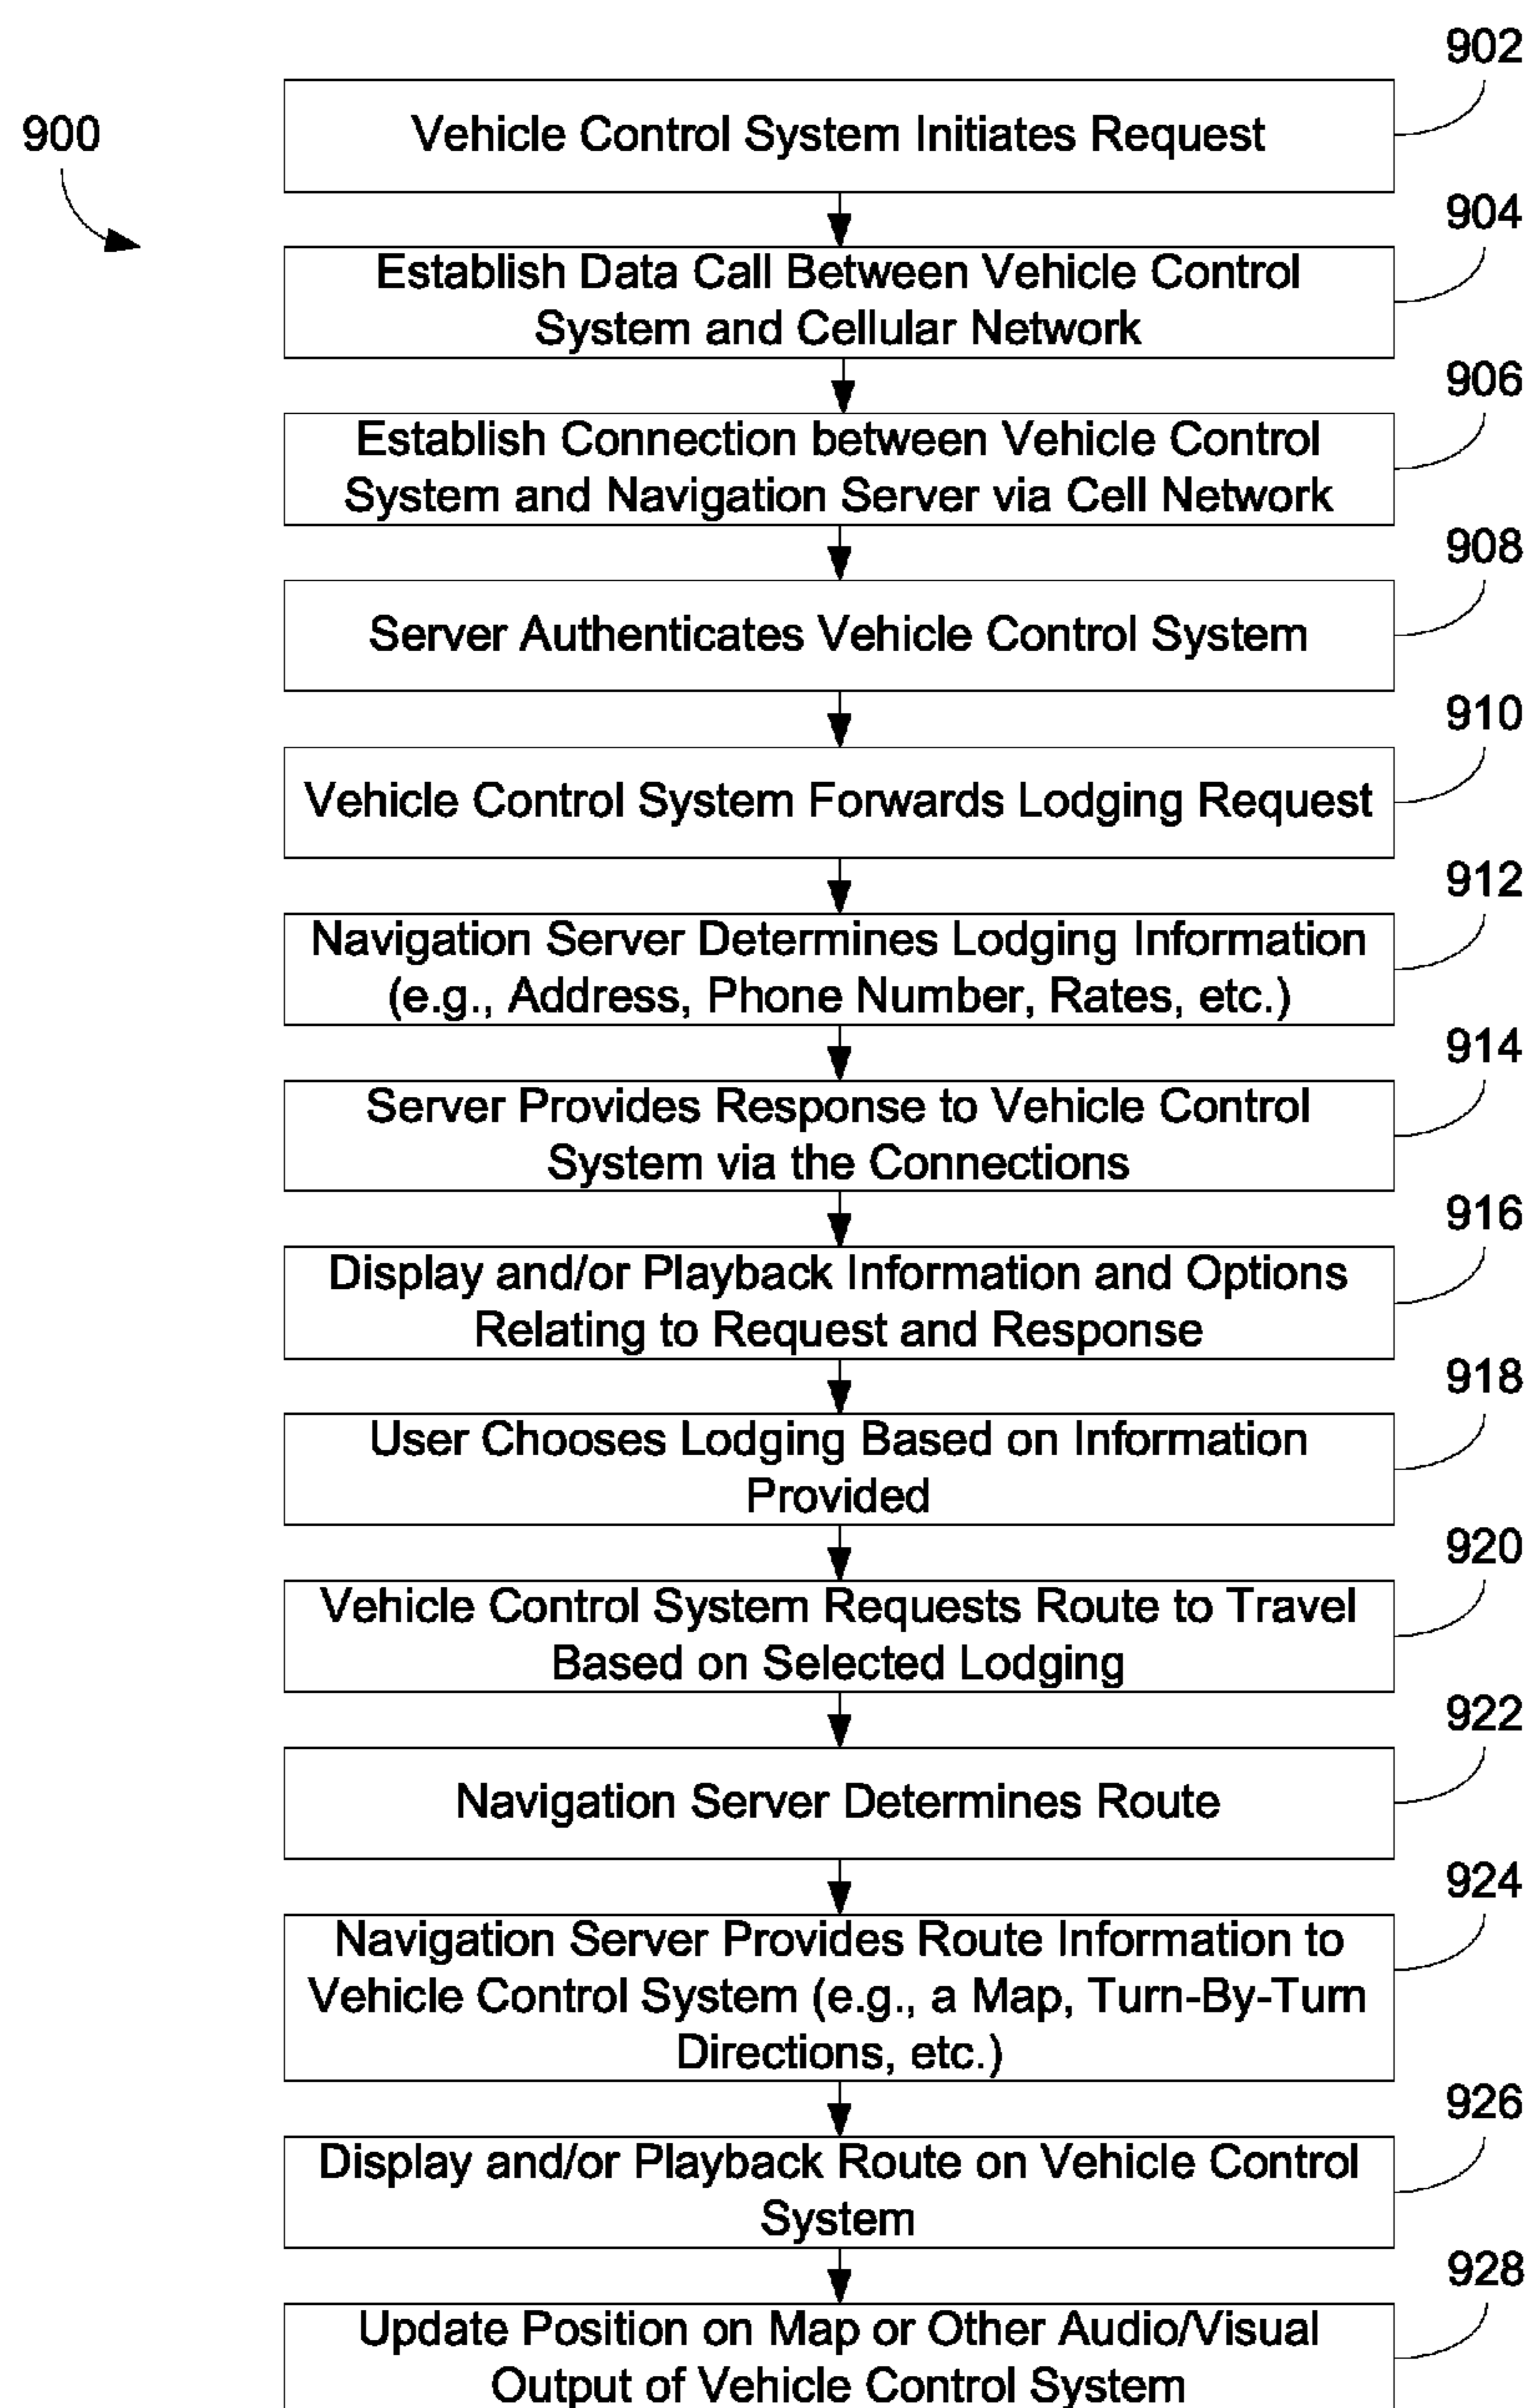 902
900
Vehicle Control System Initiates Request
904
Establish Data Call Between Vehicle Control
System and Cellular Network
906
Establish Connection between Vehicle Control
System and Navigation Server via Cell Network
908
Server Authenticates Vehicle Control System
910
Vehicle Control System Forwards Lodging Request
912
Navigation Server Determines Lodging Information
(e.g., Address, Phone Number, Rates, etc.)
914
Server Provides Response to Vehicle Control
System via the Connections
916
Display and/or Playback Information and Options
Relating to Request and Response
918
User Chooses Lodging Based on Information
Provided
920
Vehicle Control System Requests Route to Travel
Based on Selected Lodging
922
Navigation Server Determines Route
924
Navigation Server Provides Route Information to
Vehicle Control System (e.g., a Map, Turn-By-Turn
Directions, etc.)
926
Display and/or Playback Route on Vehicle Control
System
928
Update Position on Map or Other Audio/Visual
Output of Vehicle Control System